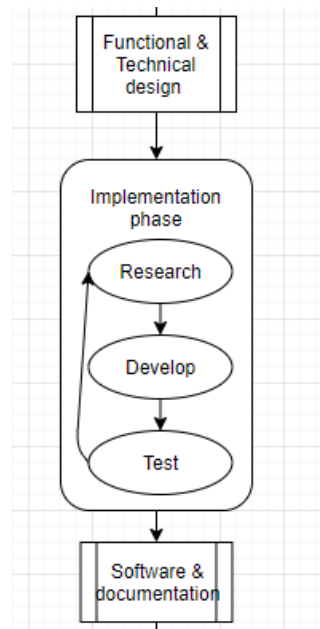 Functional &
Technical
design
Implementation
phase
Research
Develop
Test
Software &
documentation